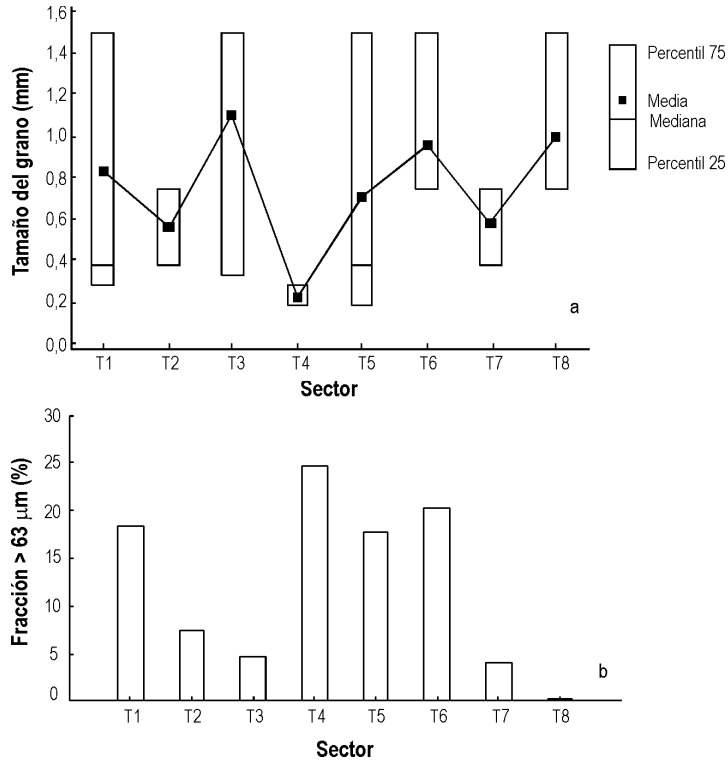 1,6
1,4
1,2
1,0
0,8
0,6
0,4
0,2
0,0
Tamaño del grano (mm)
T1 T2 T3 T4 T5 T6 T7 T8
Sector
a
Percentil 75
Media
Mediana
Percentil 25
30
25
20
15
10
5
0
Fracción > 63 µm (%)
T1 T2 T3 T4 T5 T6 T7 T8
Sector
b